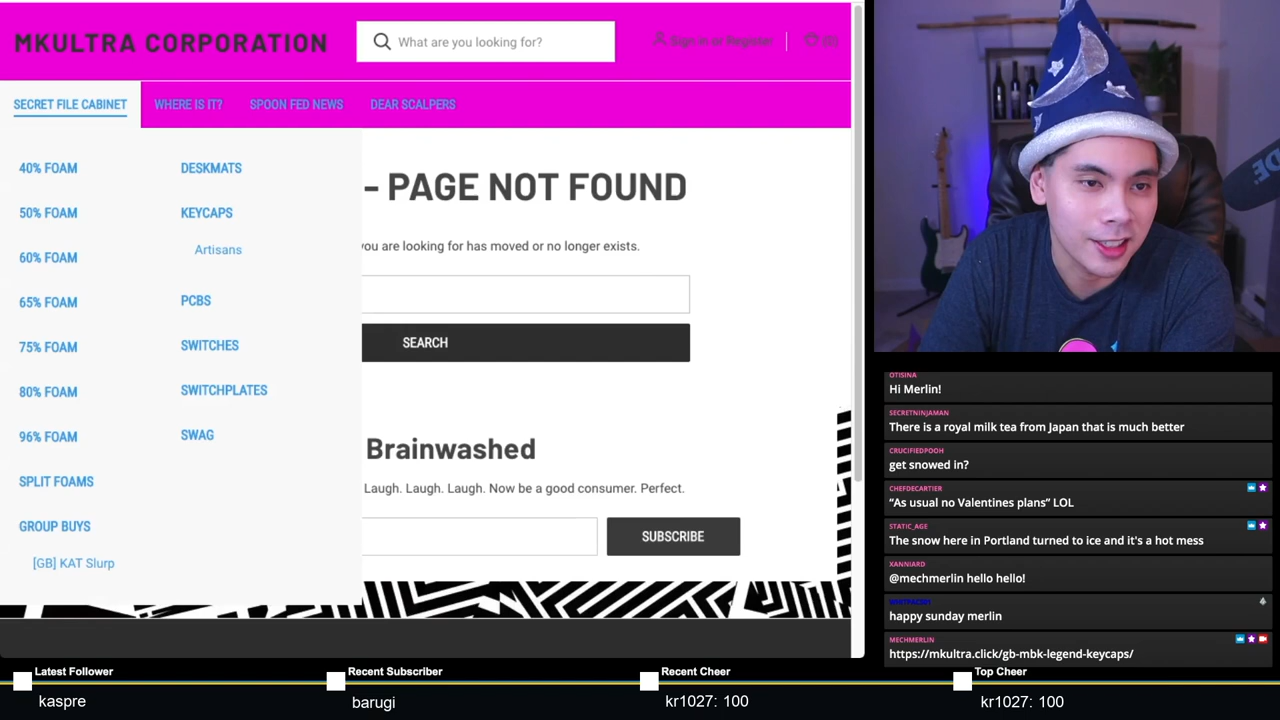 MKULTRA CORPORATION
What are you looking for?
Sign in or Register
SECRET FILE CABINET
WHERE IS IT?
SPOON FED NEWS
DEAR SCALPERS
40% FOAM
50% FOAM
60% FOAM
65% FOAM
75% FOAM
80% FOAM
96% FOAM
SPLIT FOAMS
GROUP BUYS
[GB] KAT Slurp
DESKMATS
KEYCAPS
Artisans
PCBS
SWITCHES
SWITCHPLATES
SWAG
- PAGE NOT FOUND
you are looking for has moved or no longer exists.
SEARCH
Brainwashed
Laugh. Laugh. Laugh. Now be a good consumer. Perfect.
SUBSCRIBE
OTISINA
Hi Merlin!
SECRETNINJAMAN
There is a royal milk tea from Japan that is much better
CRUCIFIEDPOOH
get snowed in?
CHEFDECARTIER
“As usual no Valentines plans” LOL
STATIC_AGE
The snow here in Portland turned to ice and it's a hot mess
XANNIARD
@mechmerlin hello hello!
happy sunday merlin
MECHMERLIN
https://mkultra.click/gb-mbk-legend-keycaps/
Latest Follower
kaspre
Recent Subscriber
barugi
Recent Cheer
kr1027: 100
Top Cheer
kr1027: 100